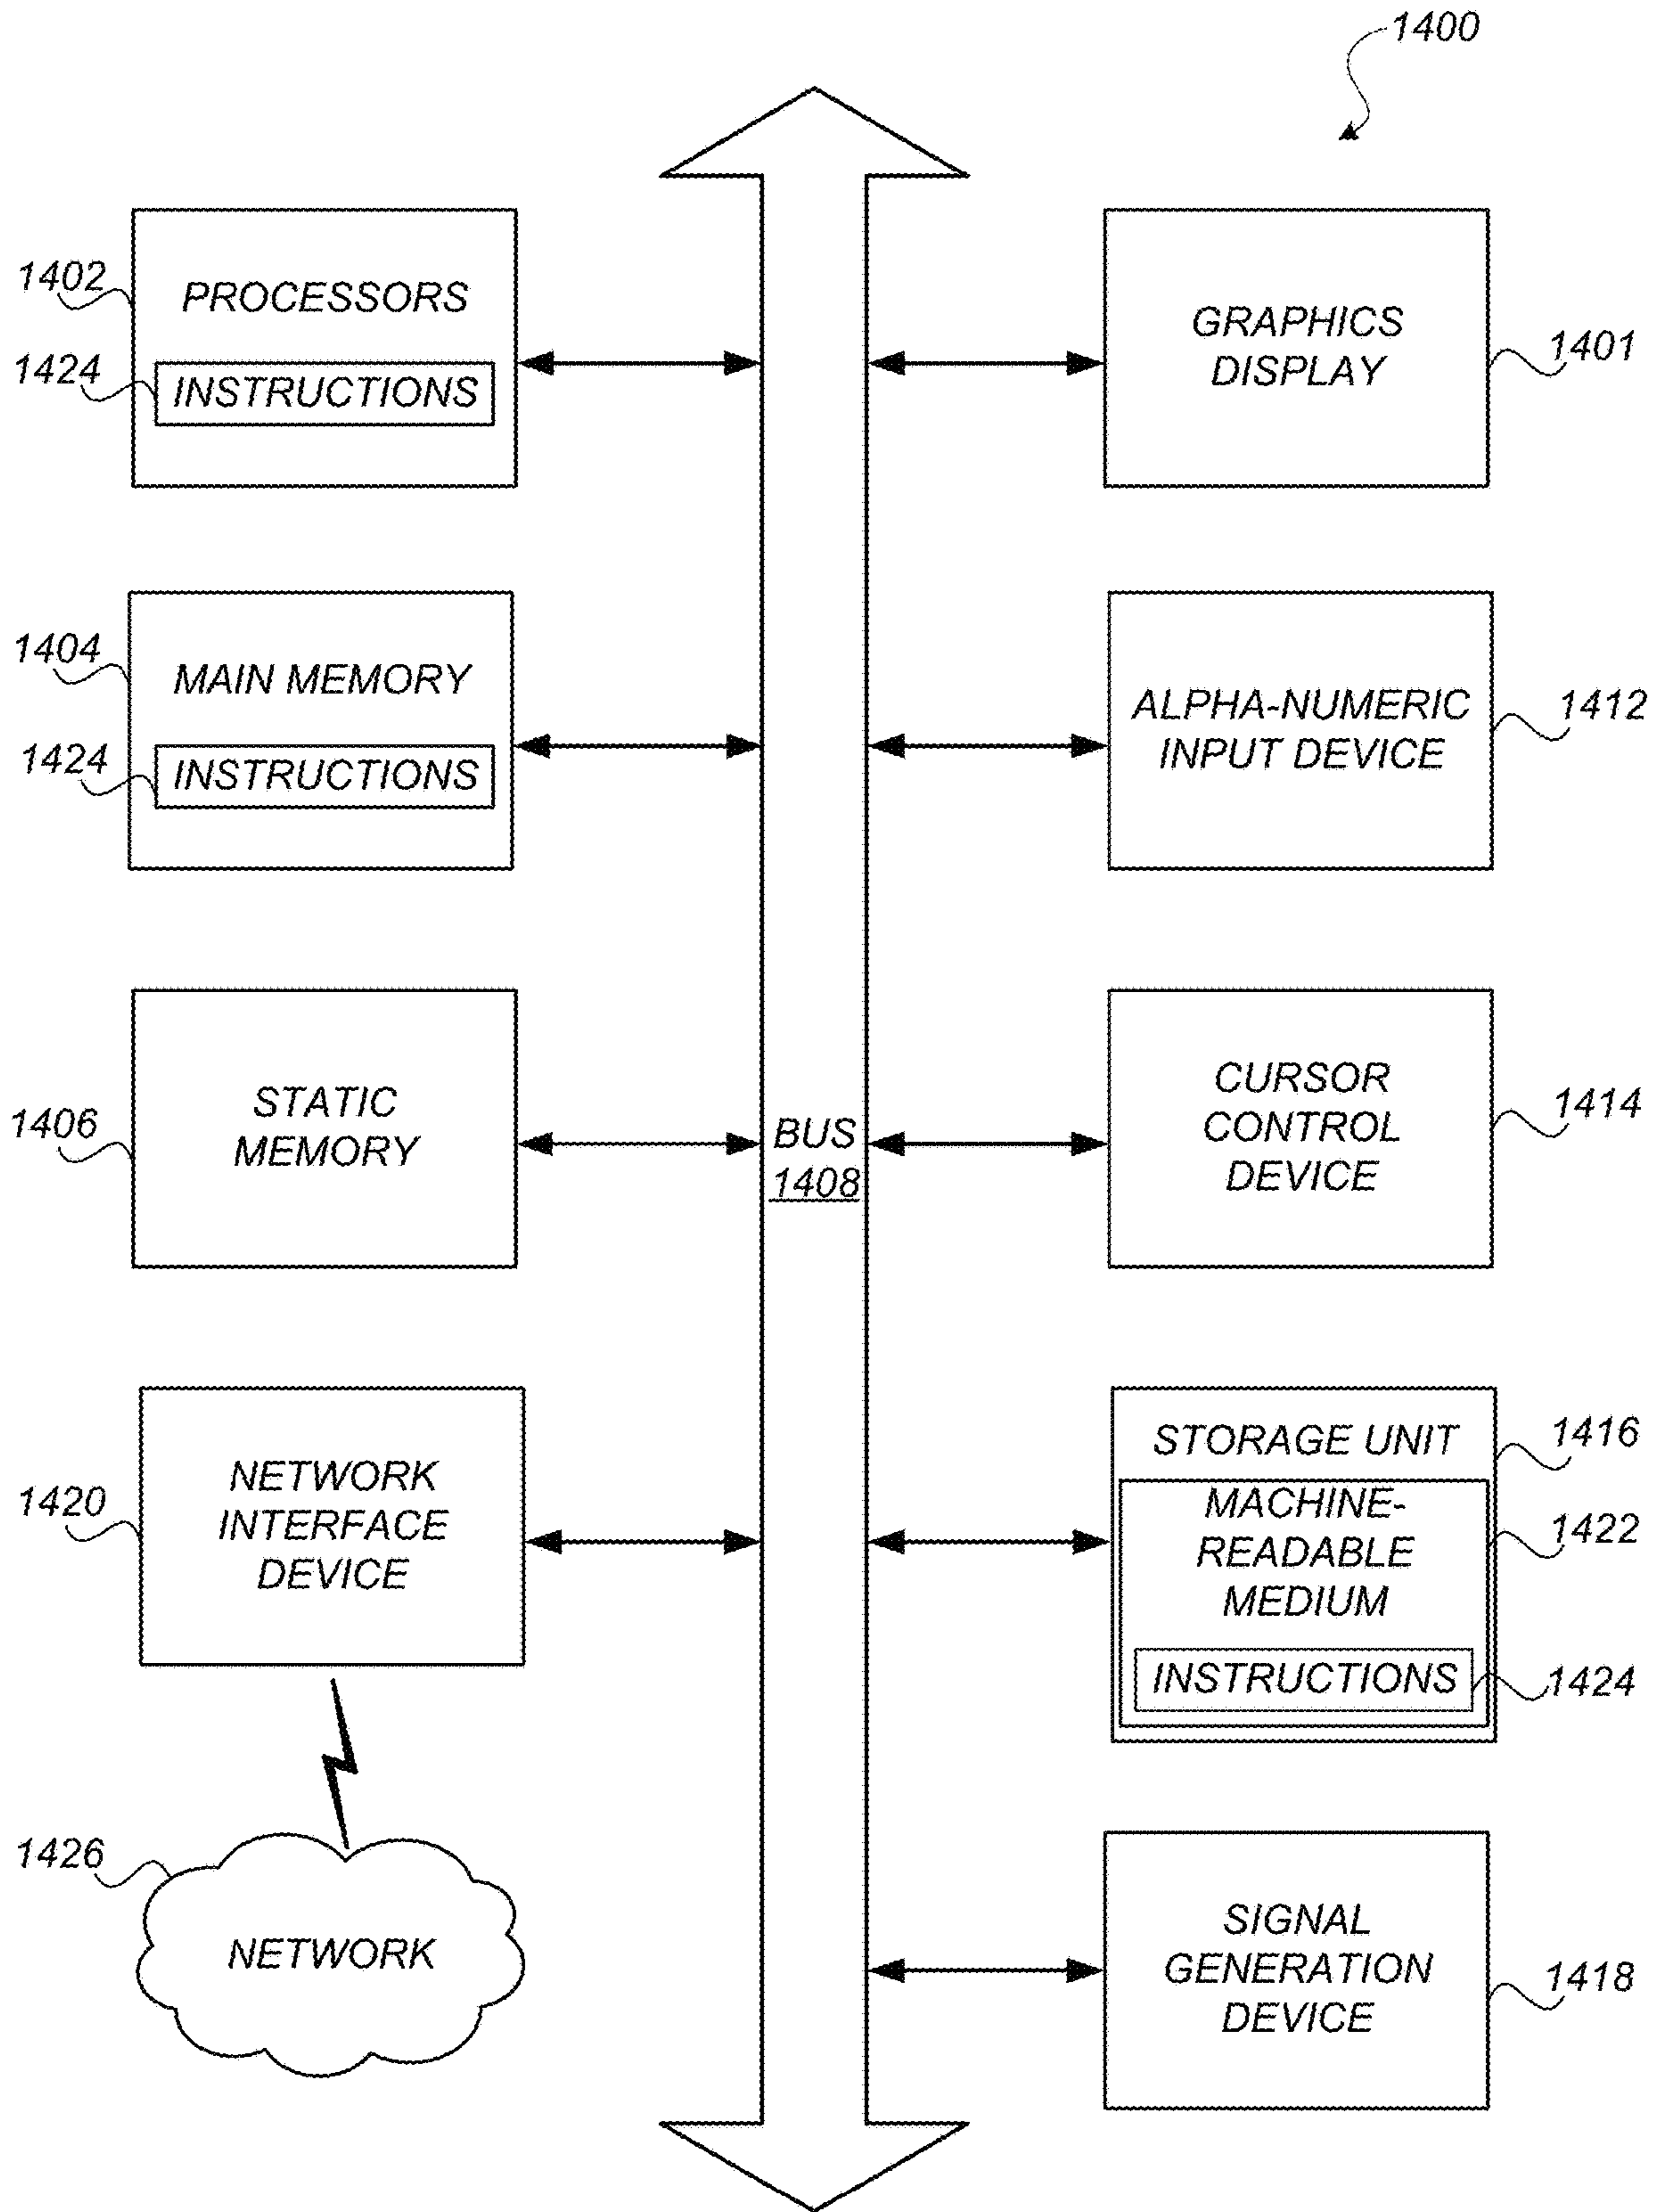 1400
1402
PROCESSORS
1424
INSTRUCTIONS
GRAPHICS
DISPLAY
1401
1404
MAIN MEMORY
1424
INSTRUCTIONS
ALPHA-NUMERIC
INPUT DEVICE
1412
1406
STATIC
MEMORY
BUS
1408
CURSOR
CONTROL
DEVICE
1414
1420
NETWORK
INTERFACE
DEVICE
STORAGE UNIT
1416
MACHINE-
READABLE
MEDIUM
1422
INSTRUCTIONS
1424
1426
NETWORK
SIGNAL
GENERATION
DEVICE
1418